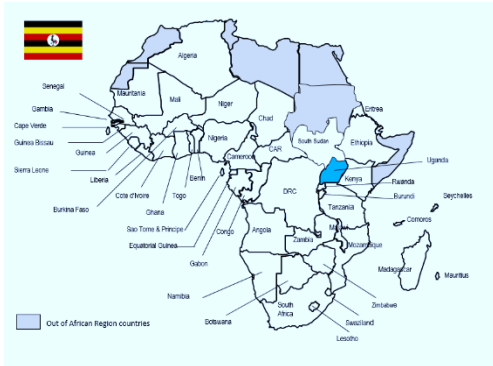 Algeria
Senegal
Mauritania
Mali
Niger
Gambia
Chad
Eritrea
Cape Verde
Nigeria
South Sudan
Ethiopia
Guinea Bissau
Guinea
CAR
Uganda
Cameroon
Kenya
Sierra Leone
Rwanda
Liberia
Benin
DRC
Burundi
Cote d'Ivoire
Togo
Seychelles
Burkina Faso
Tanzania
Ghana
Comoros
Sao Tome & Principe
Congo
Angola
Equatorial Guinea
Zambia
Mozambique
Gabon
Madagascar
Mauritius
Namibia
Zimbabwe
South
Africa
Botswana
Swaziland
Out of African Region countries
Lesotho